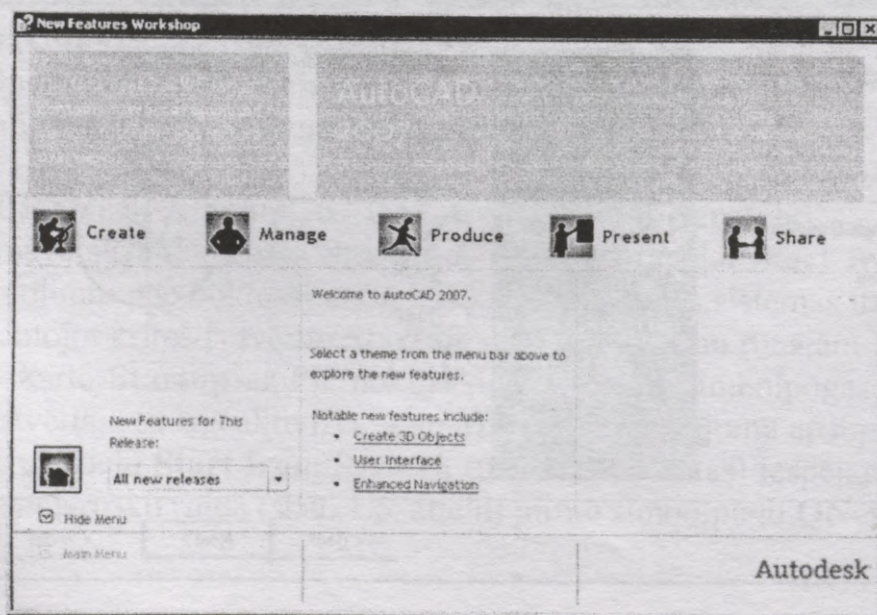 New Features Workshop
AutoCAD
2007
Create
Manage
Produce
Present
Share
Welcome to AutoCAD 2007.
Select a theme from the menu bar above to
explore the new features.
Notable new features include:
• Create 3D Objects
• User Interface
• Enhanced Navigation
New Features for This
Release:
All new releases
Hide Menu
Main Menu
Autodesk